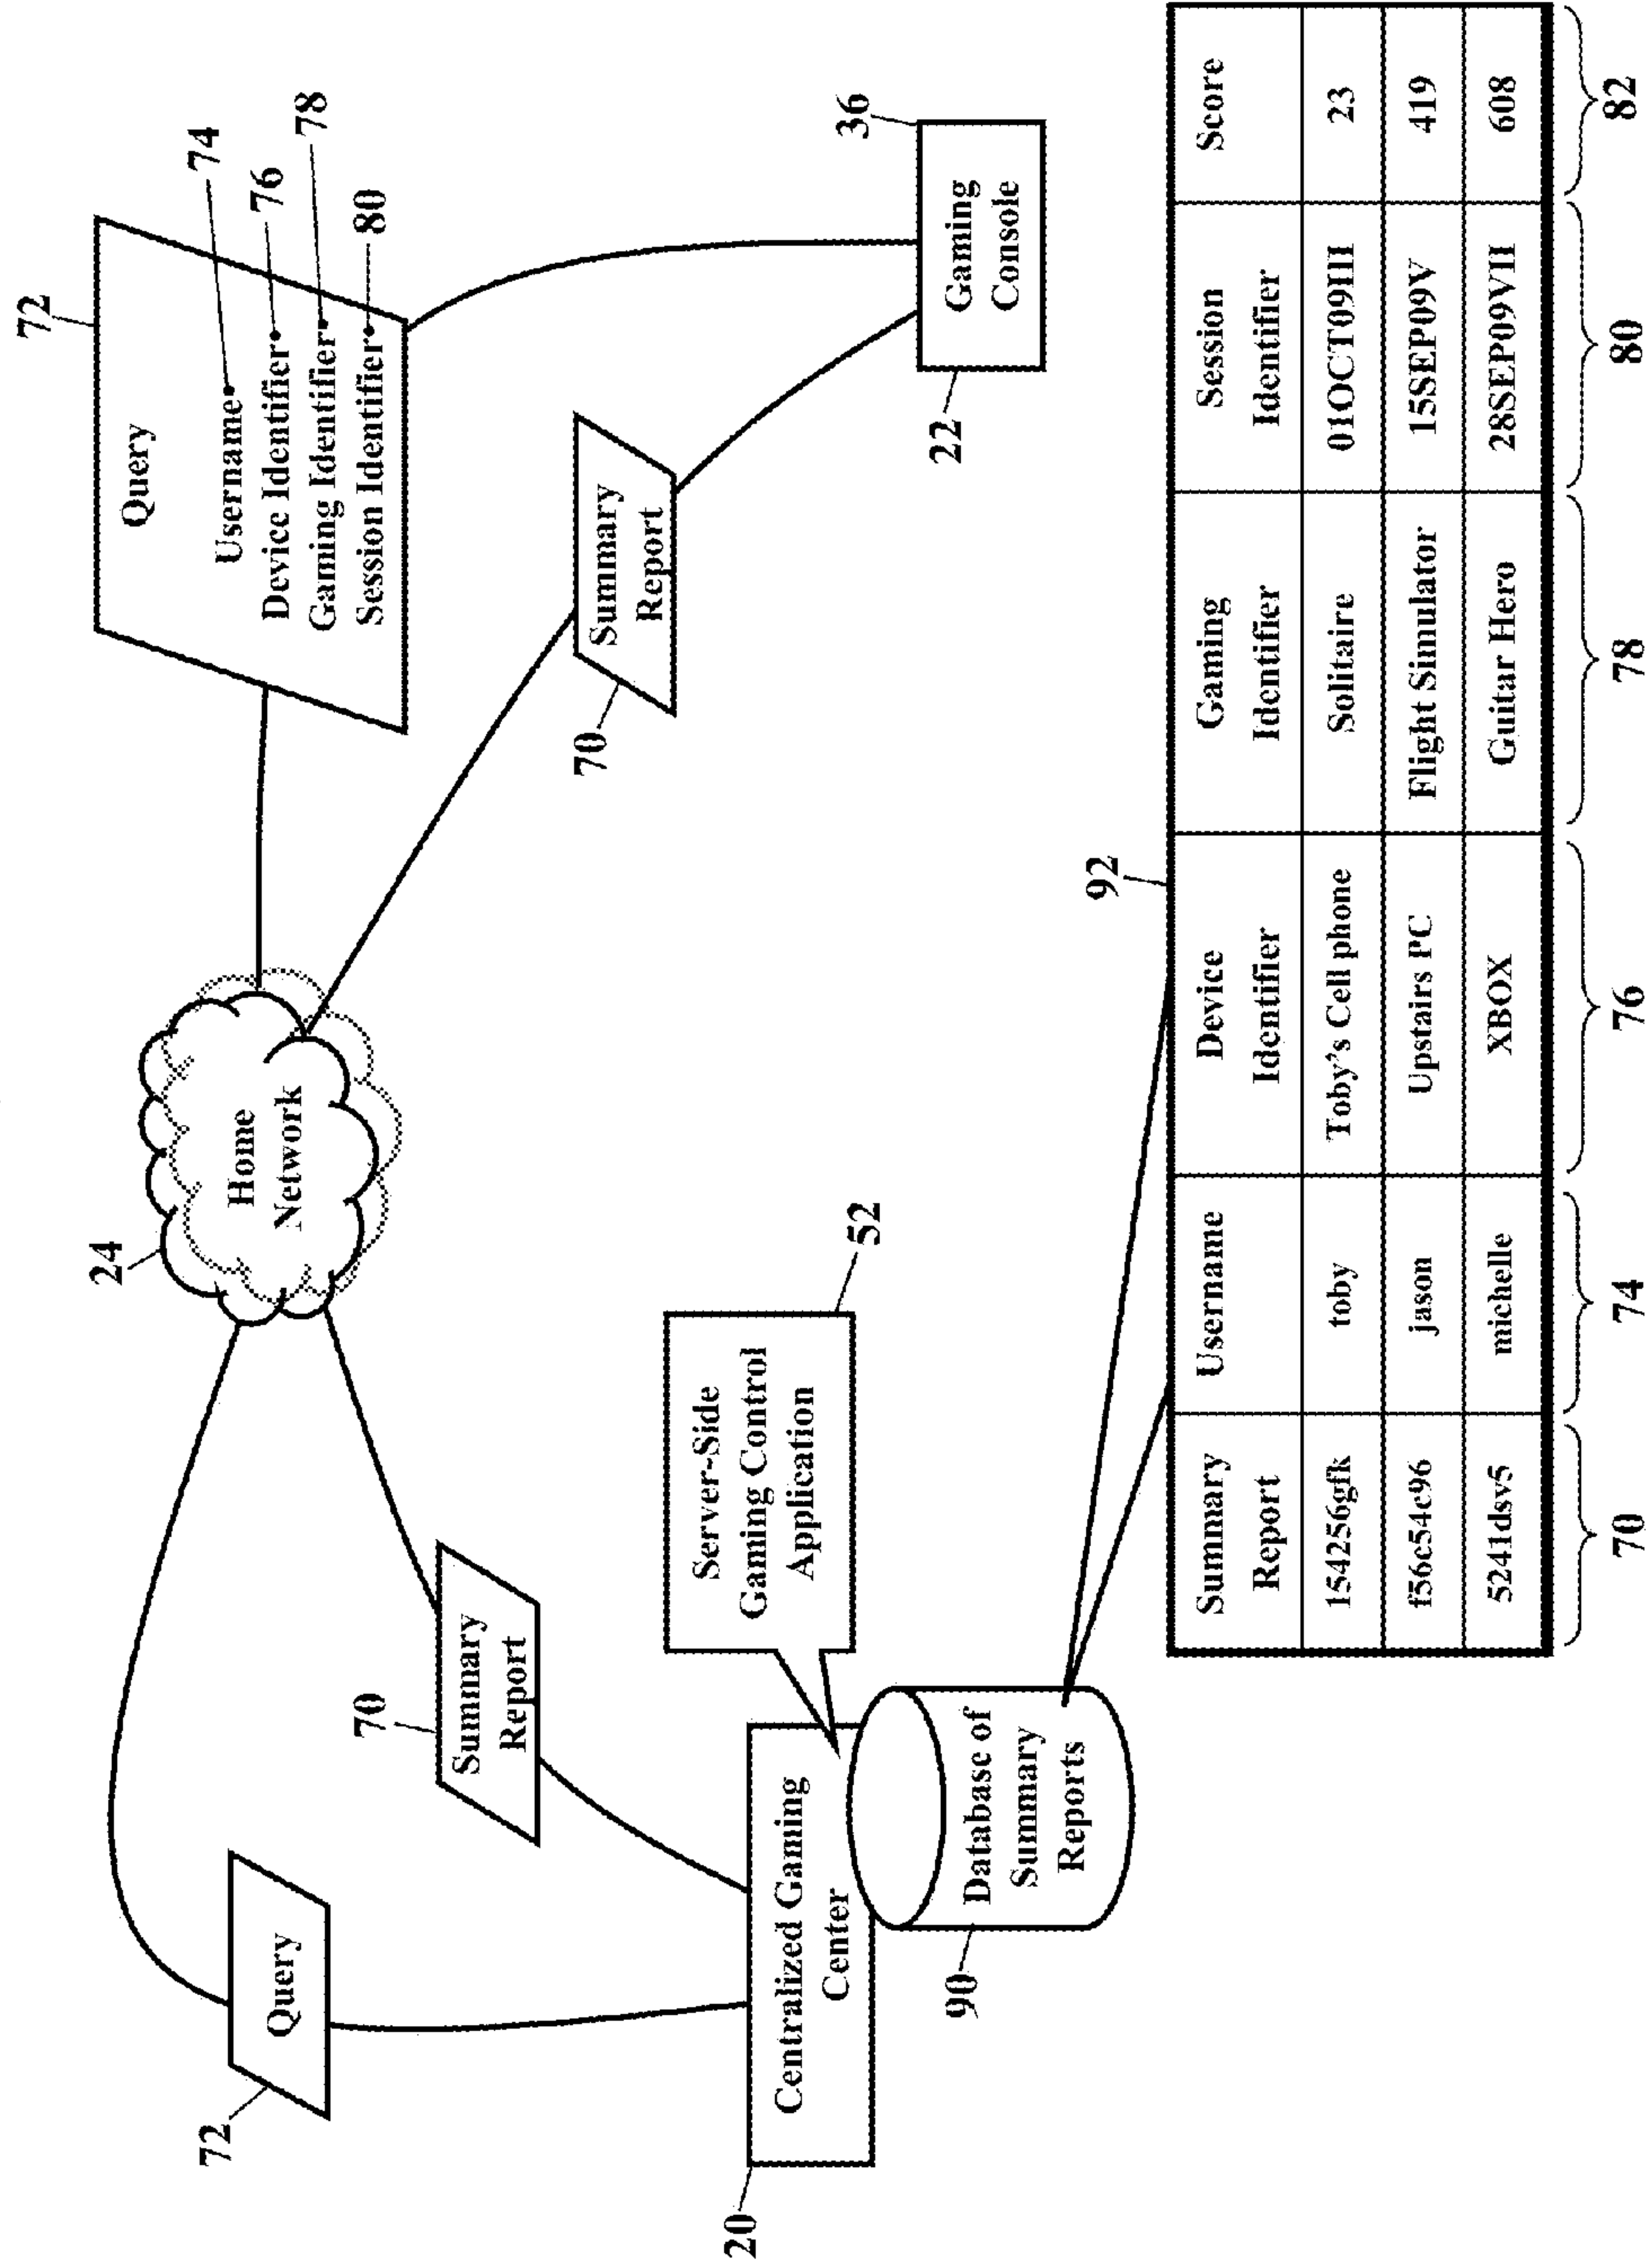 72
Query
Username
74
Device Identifier
76
Gaming Identifier
78
Session Identifier
80
24
Home
Network
72
Query
70
Summary
Report
70
Summary
Report
Server-Side
Gaming Control
Application
52
20
Centralized Gaming
Center
22
Gaming
Console
36
90
Database of
Summary
Reports
92
Summary
Report
Username
Device
Identifier
Gaming
Identifier
Session
Identifier
Score
154256gfk toby Toby's Cell phone Solitaire 01OCT09III 23
f56c54c96 jason Upstairs PC Flight Simulator 15SEP09V 419
5241dsv5 michelle XBOX Guitar Hero 28SEP09VII 608
70 74 76 78 80 82